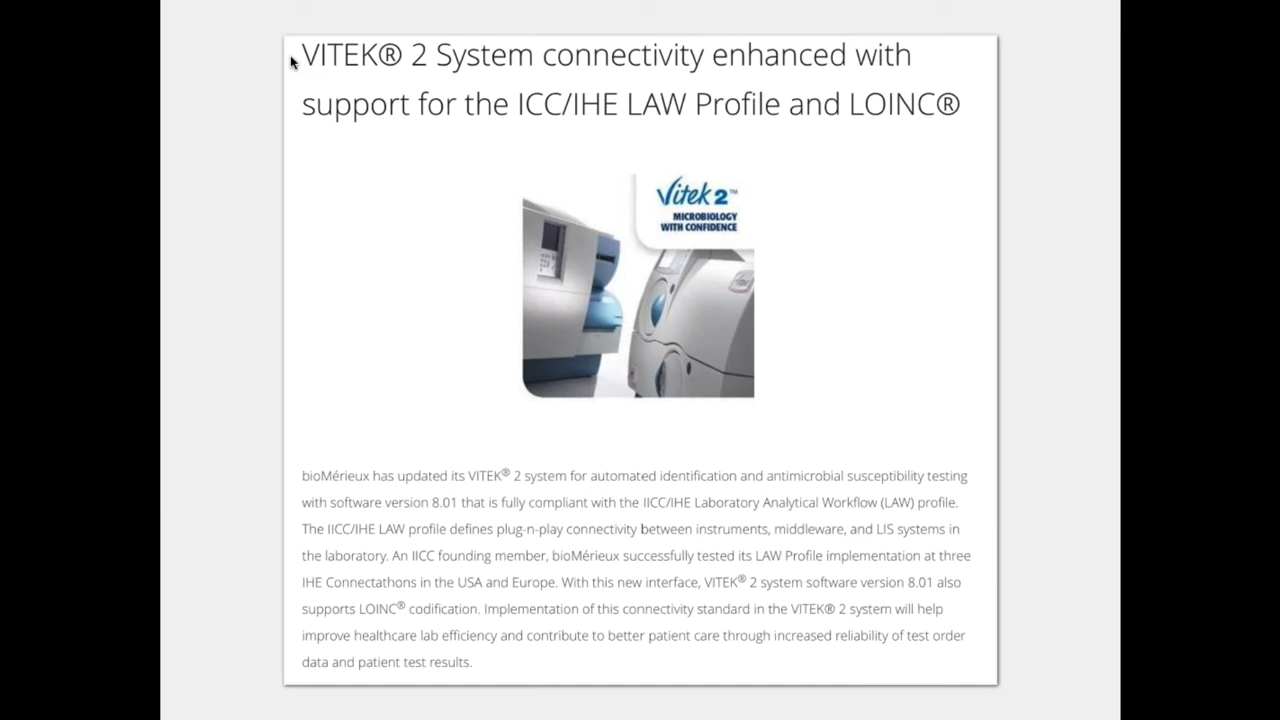 VITEK® 2 System connectivity enhanced with
support for the ICC/IHE LAW Profile and LOINC®
Vitek 2™
MICROBIOLOGY
WITH CONFIDENCE
bioMérieux has updated its VITEK® 2 system for automated identification and antimicrobial susceptibility testing
with software version 8.01 that is fully compliant with the IICC/IHE Laboratory Analytical Workflow (LAW) profile.
The IICC/IHE LAW profile defines plug-n-play connectivity between instruments, middleware, and LIS systems in
the laboratory. An IICC founding member, bioMérieux successfully tested its LAW Profile implementation at three
IHE Connectathons in the USA and Europe. With this new interface, VITEK® 2 system software version 8.01 also
supports LOINC® codification. Implementation of this connectivity standard in the VITEK® 2 system will help
improve healthcare lab efficiency and contribute to better patient care through increased reliability of test order
data and patient test results.